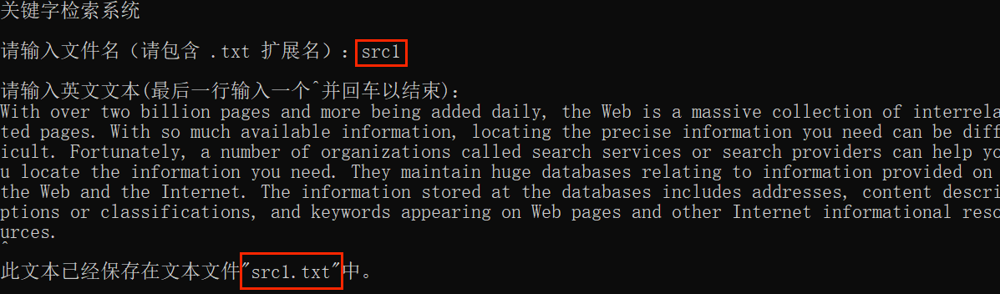 关键字检索系统
请输入文件名（请包含 .txt 扩展名）：src1
请输入英文文本(最后一行输入一个^并回车以结束)：
With over two billion pages and more being added daily, the Web is a massive collection of interrela
ted pages. With so much available information, locating the precise information you need can be diff
icult. Fortunately, a number of organizations called search services or search providers can help yo
u locate the information you need. They maintain huge databases relating to information provided on
the Web and the Internet. The information stored at the databases includes addresses, content descri
ptions or classifications, and keywords appearing on Web pages and other Internet informational reso
urces.
^
此文本已经保存在文本文件"src1.txt"中。